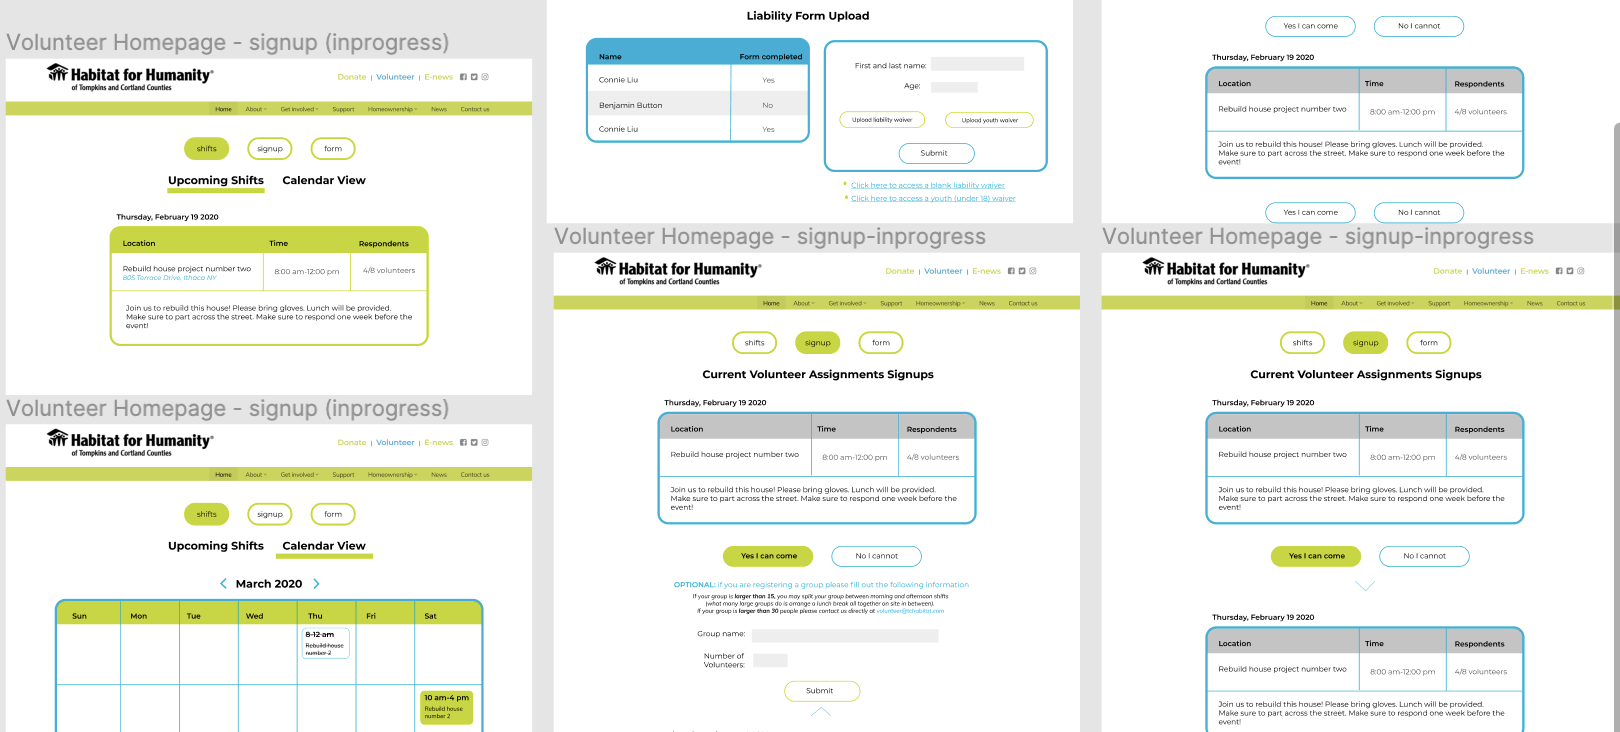 Volunteer Homepage - signup (inprogress)
Habitat for Humanity®
of Tompkins and Cortland Counties
Donate | Volunteer | E-news
Home About Get involved Support Homeownership News Contact us
shifts signup form
Upcoming Shifts Calendar View
Thursday, February 19 2020
Location Time Respondents
Rebuild house project number two 8:00 am-12:00 pm 4/8 volunteers
805 Terrace Drive, Ithaca NY
Join us to rebuild this house! Please bring gloves. Lunch will be provided.
Make sure to part across the street. Make sure to respond one week before the
event!
Volunteer Homepage - signup (inprogress)
Habitat for Humanity®
of Tompkins and Cortland Counties
Donate | Volunteer | E-news
Home About Get involved Support Homeownership News Contact us
shifts signup form
Upcoming Shifts Calendar View
March 2020
Sun Mon Tue Wed Thu Fri Sat
8-12 am
Rebuild house
number 2
10 am-4 pm
Rebuild house
number 2
Liability Form Upload
Name Form completed
Connie Liu Yes
Benjamin Button No
Connie Liu Yes
First and last name:
Age:
Upload liability waiver Upload youth waiver
Submit
Click here to access a blank liability waiver
Click here to access a youth (under 18) waiver
Volunteer Homepage - signup-inprogress
Habitat for Humanity®
of Tompkins and Cortland Counties
Donate | Volunteer | E-news
Home About Get involved Support Homeownership News Contact us
shifts signup form
Current Volunteer Assignments Signups
Thursday, February 19 2020
Location Time Respondents
Rebuild house project number two 8:00 am-12:00 pm 4/8 volunteers
Join us to rebuild this house! Please bring gloves. Lunch will be provided.
Make sure to part across the street. Make sure to respond one week before the
event!
Yes I can come No I cannot
OPTIONAL: if you are registering a group please fill out the following information
If your group is larger than 15, you may split your group between morning and afternoon shifts
(what many large groups do is arrange a lunch break all together on site in between).
If your group is larger than 30 people please contact us directly at volunteer@tchabitat.com
Group name:
Number of
Volunteers:
Submit
Yes I can come No I cannot
Thursday, February 19 2020
Location Time Respondents
Rebuild house project number two 8:00 am-12:00 pm 4/8 volunteers
Join us to rebuild this house! Please bring gloves. Lunch will be provided.
Make sure to part across the street. Make sure to respond one week before the
event!
Yes I can come No I cannot
Volunteer Homepage - signup-inprogress
Habitat for Humanity®
of Tompkins and Cortland Counties
Donate | Volunteer | E-news
Home About Get involved Support Homeownership News Contact us
shifts signup form
Current Volunteer Assignments Signups
Thursday, February 19 2020
Location Time Respondents
Rebuild house project number two 8:00 am-12:00 pm 4/8 volunteers
Join us to rebuild this house! Please bring gloves. Lunch will be provided.
Make sure to part across the street. Make sure to respond one week before the
event!
Yes I can come No I cannot
Thursday, February 19 2020
Location Time Respondents
Rebuild house project number two 8:00 am-12:00 pm 4/8 volunteers
Join us to rebuild this house! Please bring gloves. Lunch will be provided.
Make sure to part across the street. Make sure to respond one week before the
event!